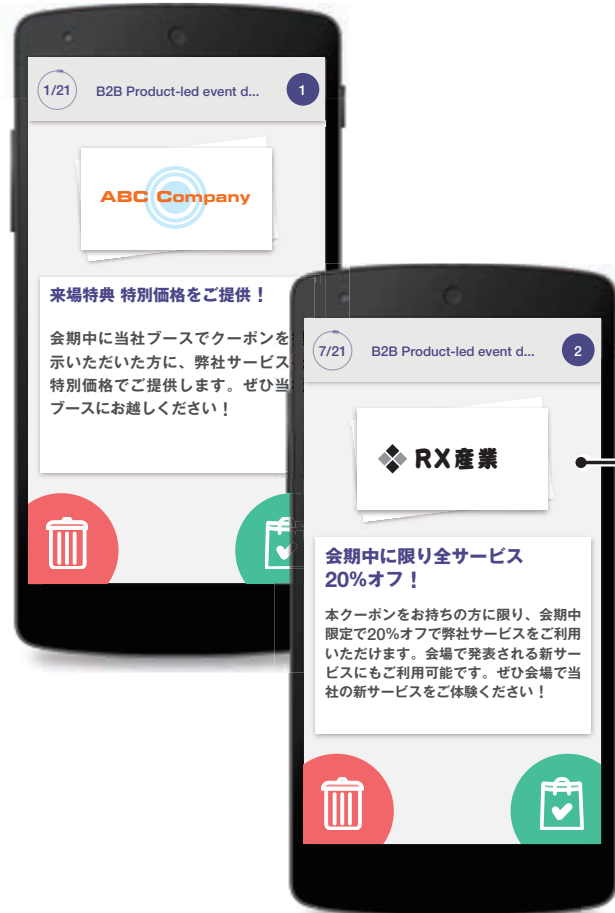 1/21
B2B Product-led event d...
1
ABC Company
来場特典 特別価格をご提供！
会期中に当社ブースでクーポンを
示いただいた方に、弊社サービス
特別価格でご提供します。ぜひ当
ブースにお越しください！
7/21
B2B Product-led event d...
2
RX産業
会期中に限り全サービス
20%オフ！
本クーポンをお持ちの方に限り、会期中
限定で20%オフで弊社サービスをご利用
いただけます。会場で発表される新サー
ビスにもご利用可能です。ぜひ会場で当
社の新サービスをご体験ください！